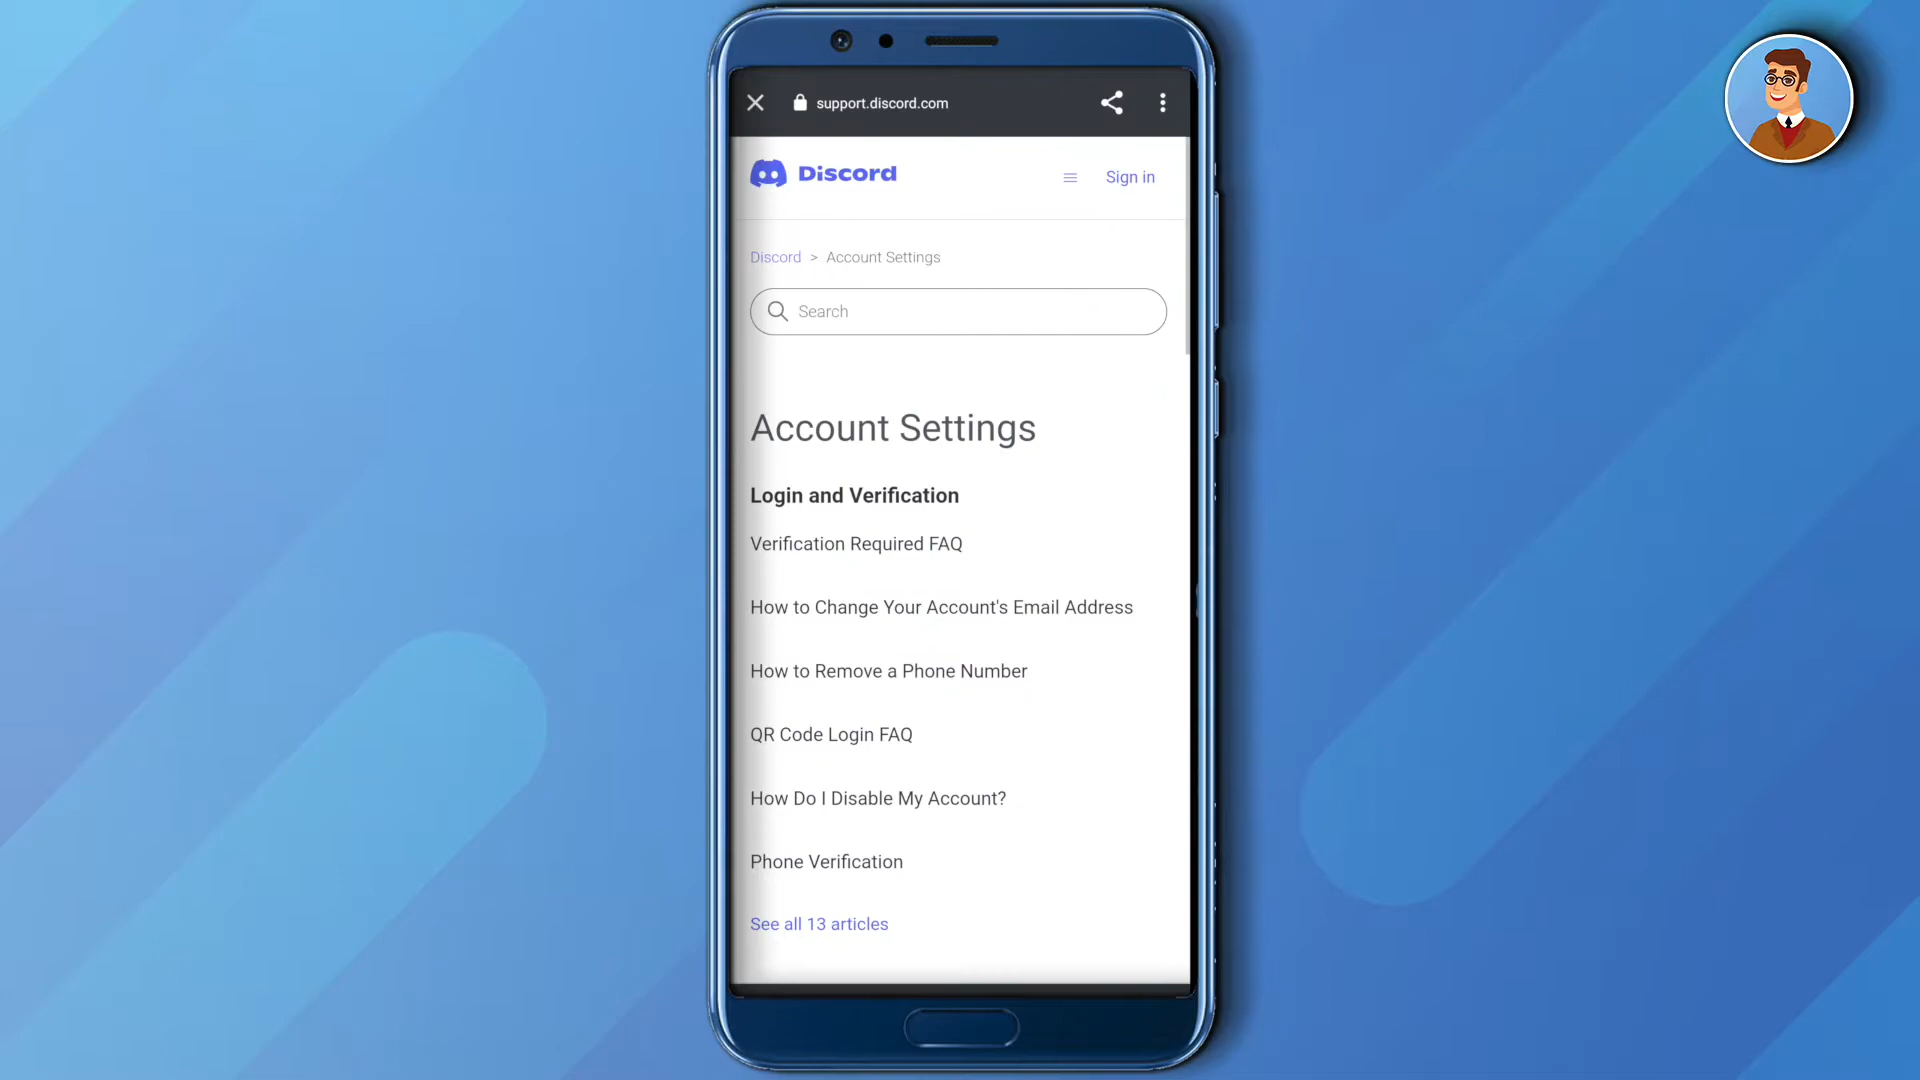 support.discord.com
Discord
Sign in
Discord > Account Settings
Search
Account Settings
Login and Verification
Verification Required FAQ
How to Change Your Account's Email Address
How to Remove a Phone Number
QR Code Login FAQ
How Do I Disable My Account?
Phone Verification
See all 13 articles